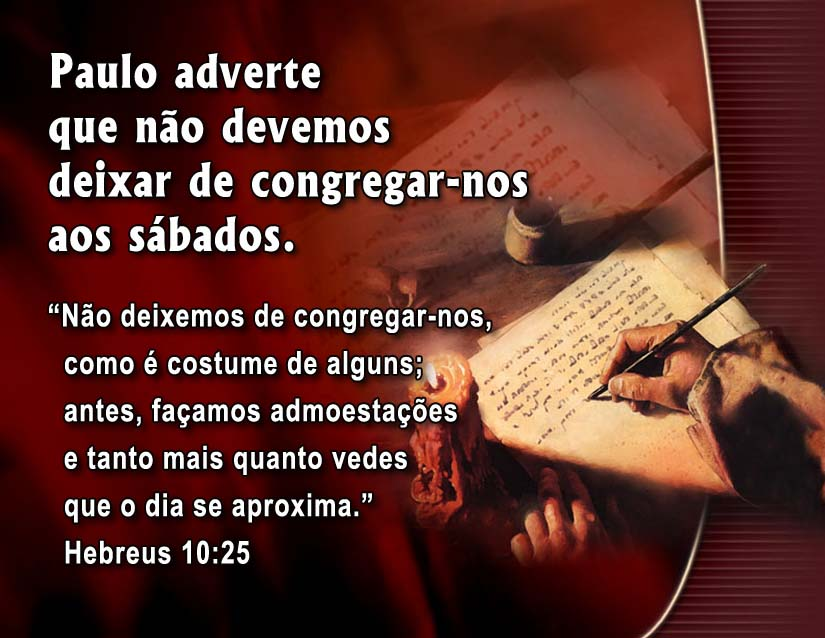 Paulo adverte
que não devemos
deixar de congregar-nos
aos sábados.
“Não deixemos de congregar-nos,
como é costume de alguns;
antes, façamos admoestações
e tanto mais quanto vedes
que o dia se aproxima.”
Hebreus 10:25